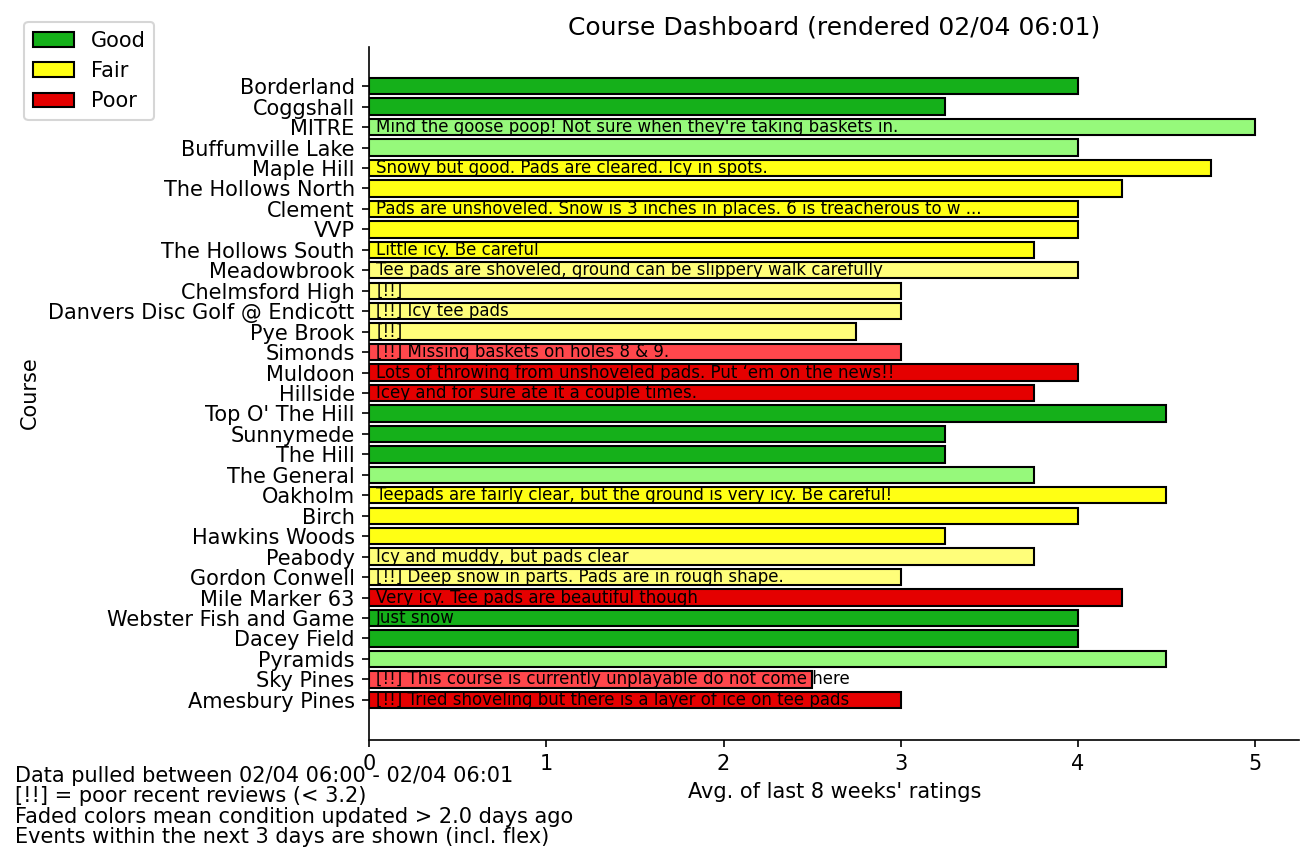 Good
Fair
Poor
Course Dashboard (rendered 02/04 06:01)
Course
Borderland
Coggshall
MITRE Mind the goose poop! Not sure when they're taking baskets in.
Buffumville Lake
Maple Hill Snowy but good. Pads are cleared. Icy in spots.
The Hollows North
Clement Pads are unshoveled. Snow is 3 inches in places. 6 is treacherous to w ...
VVP
The Hollows South Little icy. Be careful
Meadowbrook Tee pads are shoveled, ground can be slippery walk carefully
Chelmsford High [!!]
Danvers Disc Golf @ Endicott [!!] Icy tee pads
Pye Brook [!!]
Simonds [!!] Missing baskets on holes 8 & 9.
Muldoon Lots of throwing from unshoveled pads. Put ‘em on the news!!
Hillside Icey and for sure ate it a couple times.
Top O' The Hill
Sunnymede
The Hill
The General
Oakholm Teepads are fairly clear, but the ground is very icy. Be careful!
Birch
Hawkins Woods
Peabody Icy and muddy, but pads clear
Gordon Conwell [!!] Deep snow in parts. Pads are in rough shape.
Mile Marker 63 Very icy. Tee pads are beautiful though
Webster Fish and Game Just snow
Dacey Field
Pyramids
Sky Pines [!!] This course is currently unplayable do not come here
Amesbury Pines [!!] Tried shoveling but there is a layer of ice on tee pads
0 1 2 3 4 5
Avg. of last 8 weeks' ratings
Data pulled between 02/04 06:00 - 02/04 06:01
[!!] = poor recent reviews (< 3.2)
Faded colors mean condition updated > 2.0 days ago
Events within the next 3 days are shown (incl. flex)